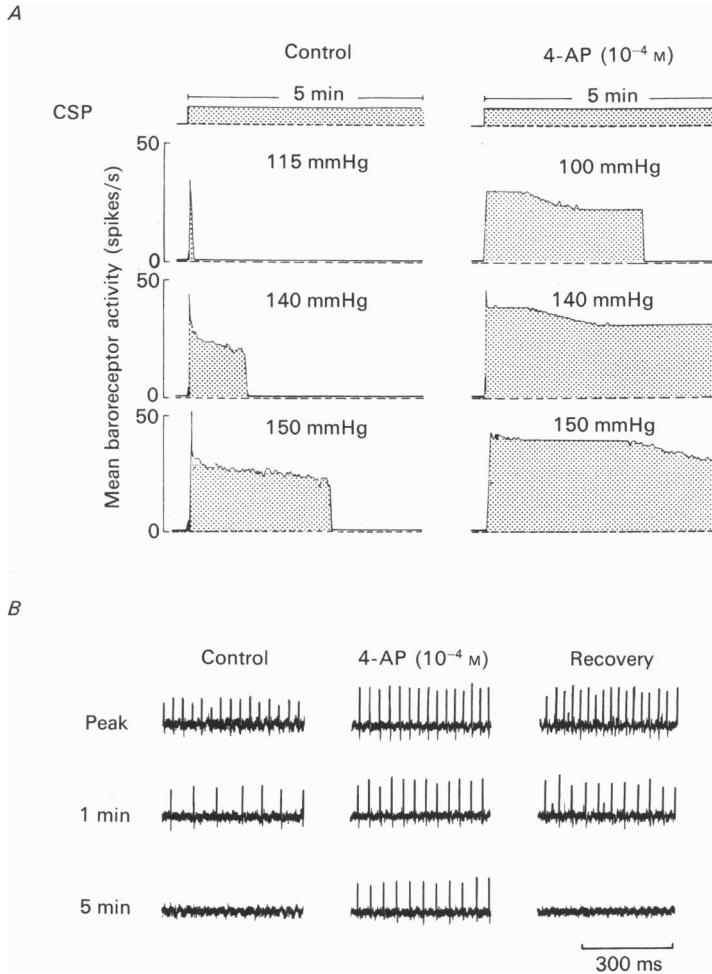 A
Control 4-AP (10⁻⁴ M)
CSP 5 min 5 min
50 115 mmHg 100 mmHg
0
50 140 mmHg 140 mmHg
0
50 150 mmHg 150 mmHg
0
Mean baroreceptor activity (spikes/s)
B
Control 4-AP (10⁻⁴ M) Recovery
Peak
1 min
5 min
300 ms